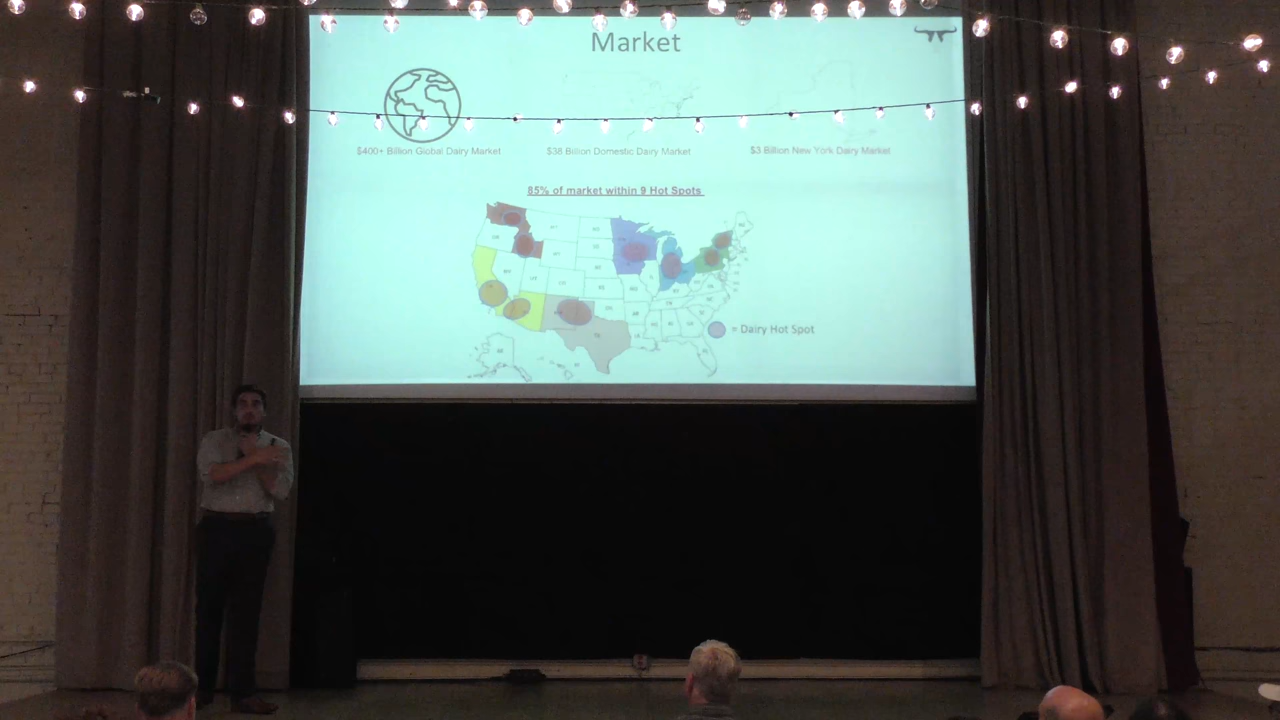 Market
$400+ Billion Global Dairy Market
$38 Billion Domestic Dairy Market
$3 Billion New York Dairy Market
85% of market within 9 Hot Spots
= Dairy Hot Spot